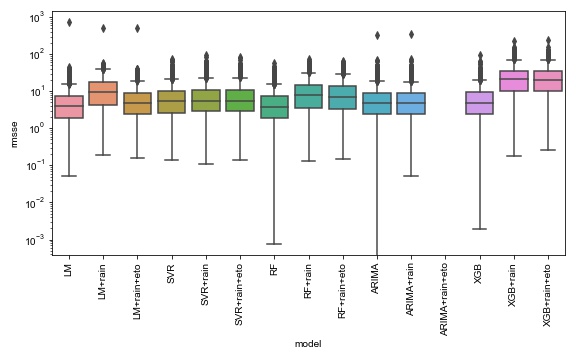 10³
10²
10¹
10⁰
10⁻¹
10⁻²
10⁻³
rmsse
LM
LM+rain
LM+rain+eto
SVR
SVR+rain
SVR+rain+eto
RF
RF+rain
RF+rain+eto
ARIMA
ARIMA+rain
ARIMA+rain+eto
XGB
XGB+rain
XGB+rain+eto
model